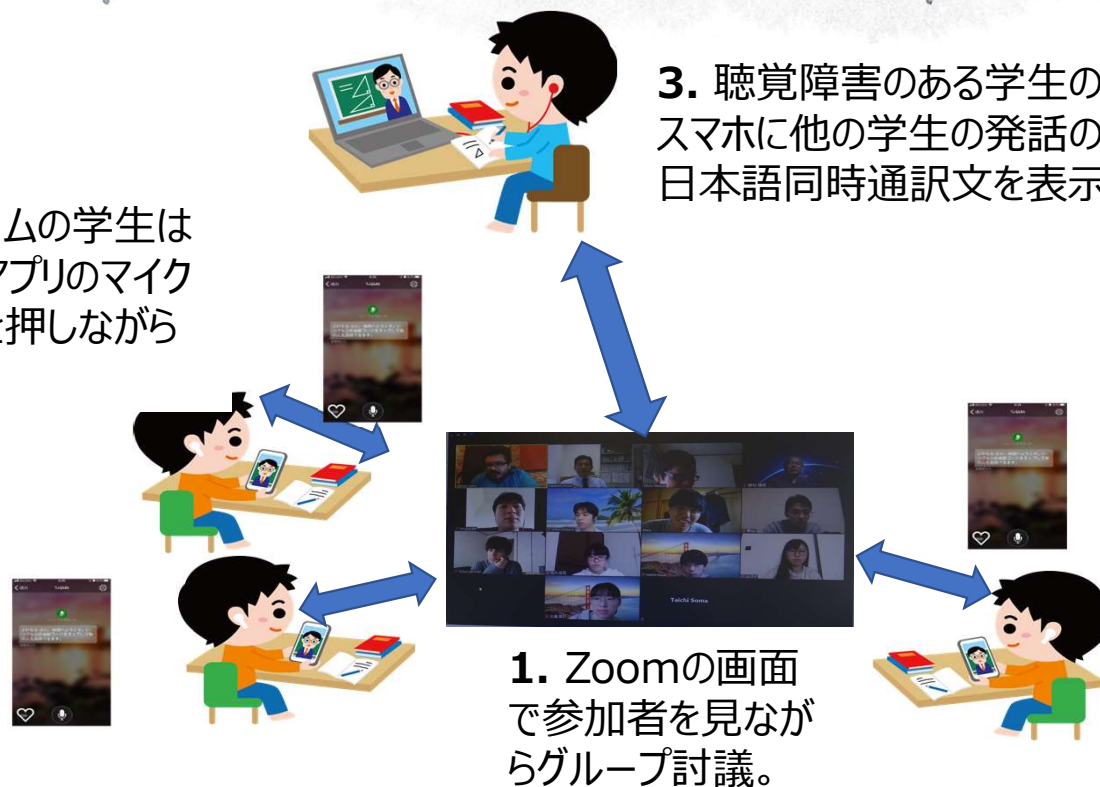 3. 聴覚障害のある学生の
スマホに他の学生の発話の
日本語同時通訳文を表示
ムの学生は
アプリのマイク
を押しながら
Taichi Soma
1. Zoomの画面
で参加者を見なが
らグループ討議。